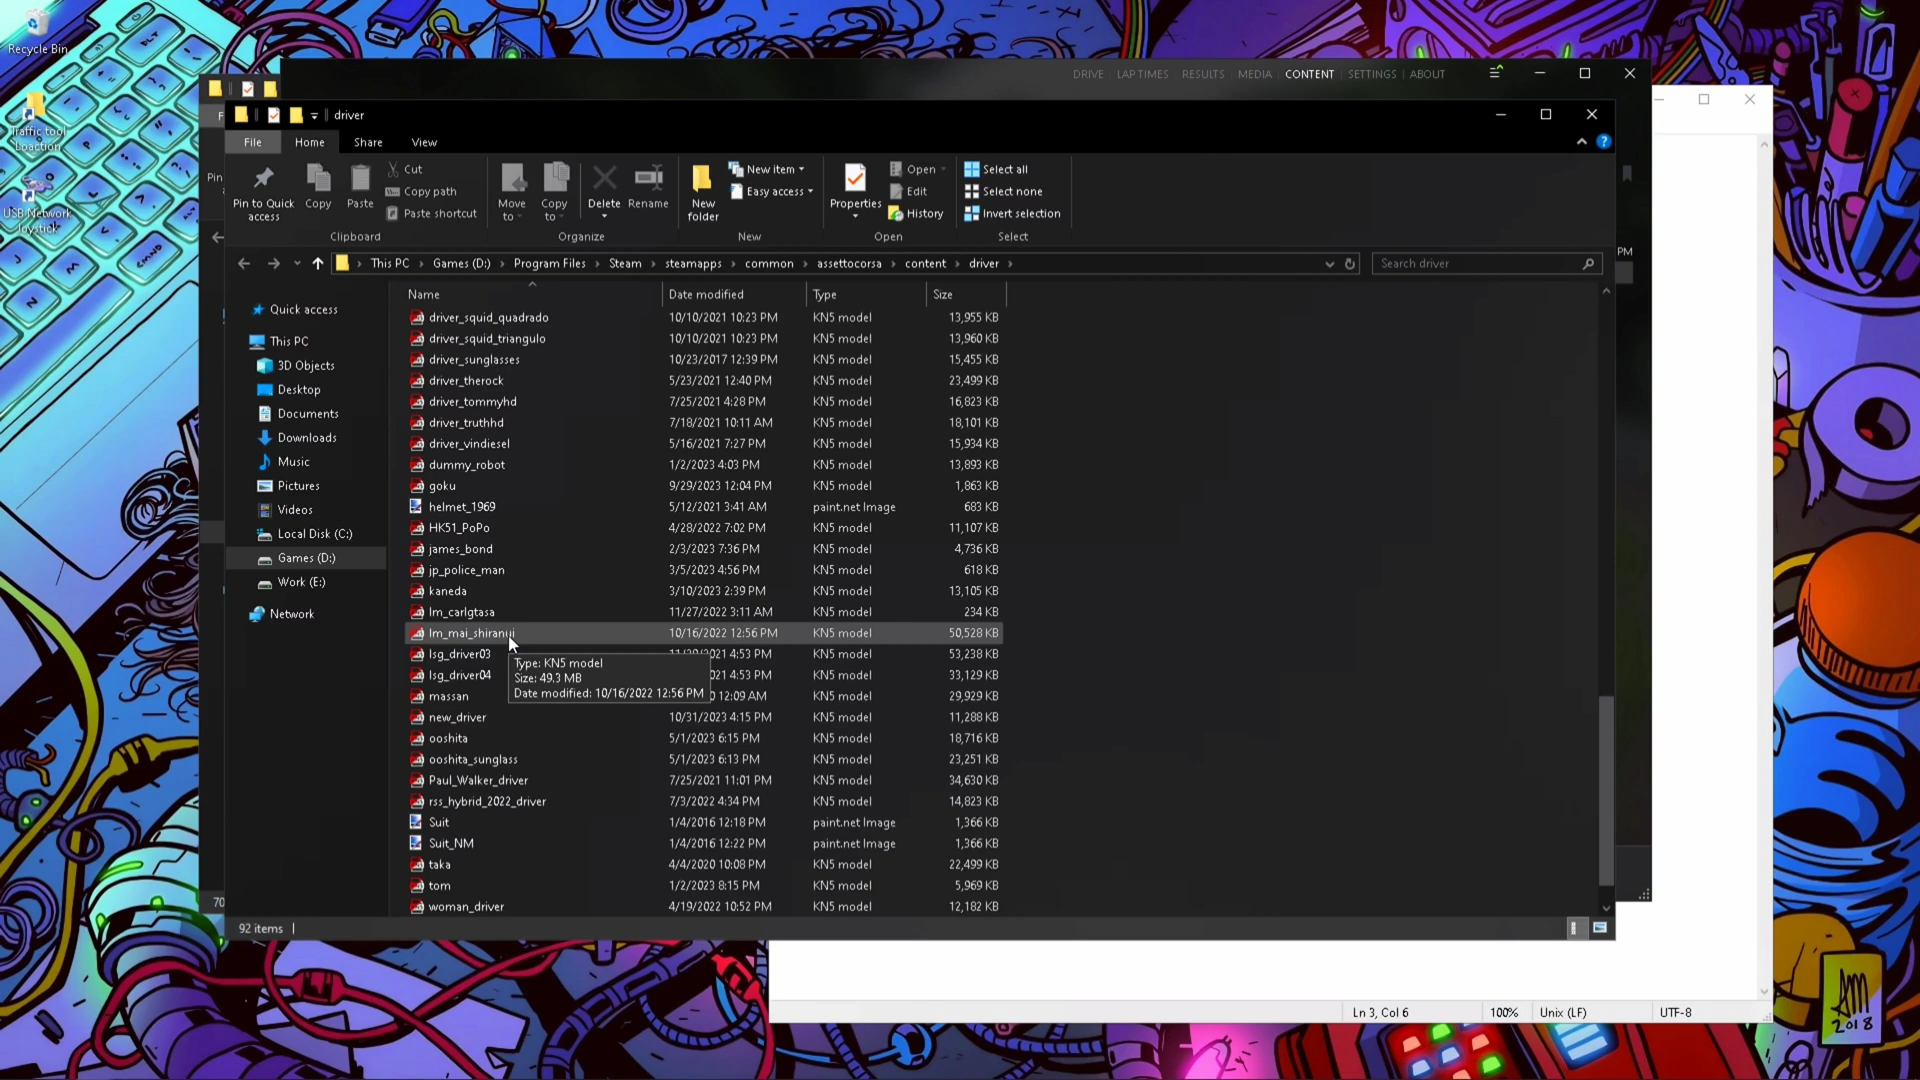 Recycle Bin
Traffic tool
Loaction
USB Network
Joystick
DRIVE LAP TIMES RESULTS MEDIA CONTENT SETTINGS ABOUT
driver
File Home Share View
Pin to Quick access
Copy
Paste
Cut
Copy path
Paste shortcut
Move to
Copy to
Delete
Rename
New folder
New item
Easy access
Properties
Open
Edit
History
Select all
Select none
Invert selection
Clipboard Organize New Open Select
This PC Games (D:) Program Files Steam steamapps common assettocorsa content driver
Search driver
PM
Quick access
This PC
3D Objects
Desktop
Documents
Downloads
Music
Pictures
Videos
Local Disk (C:)
Games (D:)
Work (E:)
Network
Name Date modified Type Size
driver_squid_quadrado 10/10/2021 10:23 PM KN5 model 13,955 KB
driver_squid_triangulo 10/10/2021 10:23 PM KN5 model 13,960 KB
driver_sunglasses 10/23/2017 12:39 PM KN5 model 15,455 KB
driver_therock 5/23/2021 12:40 PM KN5 model 23,499 KB
driver_tommyhd 7/25/2021 4:28 PM KN5 model 16,823 KB
driver_truthhd 7/18/2021 10:11 AM KN5 model 18,101 KB
driver_vindiesel 5/16/2021 7:27 PM KN5 model 15,934 KB
dummy_robot 1/2/2023 4:03 PM KN5 model 13,893 KB
goku 9/29/2023 12:04 PM KN5 model 1,863 KB
helmet_1969 5/12/2021 3:41 AM paint.net Image 683 KB
HK51_PoPo 4/28/2022 7:02 PM KN5 model 11,107 KB
james_bond 2/3/2023 7:36 PM KN5 model 4,736 KB
jp_police_man 3/5/2023 4:56 PM KN5 model 618 KB
kaneda 3/10/2023 2:39 PM KN5 model 13,105 KB
lm_carlgtasa 11/27/2022 3:11 AM KN5 model 234 KB
lm_mai_shiranui 10/16/2022 12:56 PM KN5 model 50,528 KB
lsg_driver03 4:53 PM KN5 model 53,238 KB
lsg_driver04 021 4:53 PM KN5 model 33,129 KB
massan 12:09 AM KN5 model 29,929 KB
Type: KN5 model
Size: 49.3 MB
Date modified: 10/16/2022 12:56 PM
new_driver 10/31/2023 4:15 PM KN5 model 11,288 KB
ooshita 5/1/2023 6:15 PM KN5 model 18,716 KB
ooshita_sunglass 5/1/2023 6:13 PM KN5 model 23,251 KB
Paul_Walker_driver 7/25/2021 11:01 PM KN5 model 34,630 KB
rss_hybrid_2022_driver 7/3/2022 4:34 PM KN5 model 14,823 KB
Suit 1/4/2016 12:18 PM paint.net Image 1,366 KB
Suit_NM 1/4/2016 12:22 PM paint.net Image 1,366 KB
taka 4/4/2020 10:08 PM KN5 model 22,499 KB
tom 1/2/2023 8:15 PM KN5 model 5,969 KB
woman_driver 4/19/2022 10:52 PM KN5 model 12,182 KB
70
92 items
Ln 3, Col 6 100% Unix (LF) UTF-8
2018